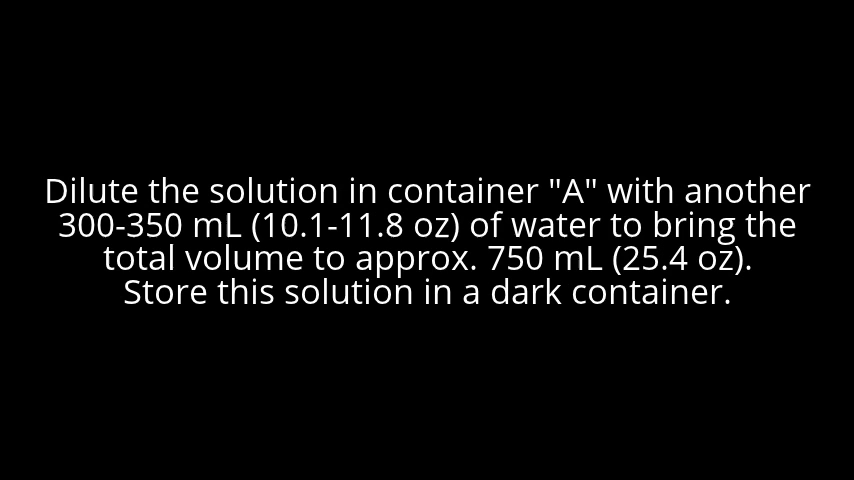 Dilute the solution in container "A" with another
300-350 mL (10.1-11.8 oz) of water to bring the
total volume to approx. 750 mL (25.4 oz).
Store this solution in a dark container.